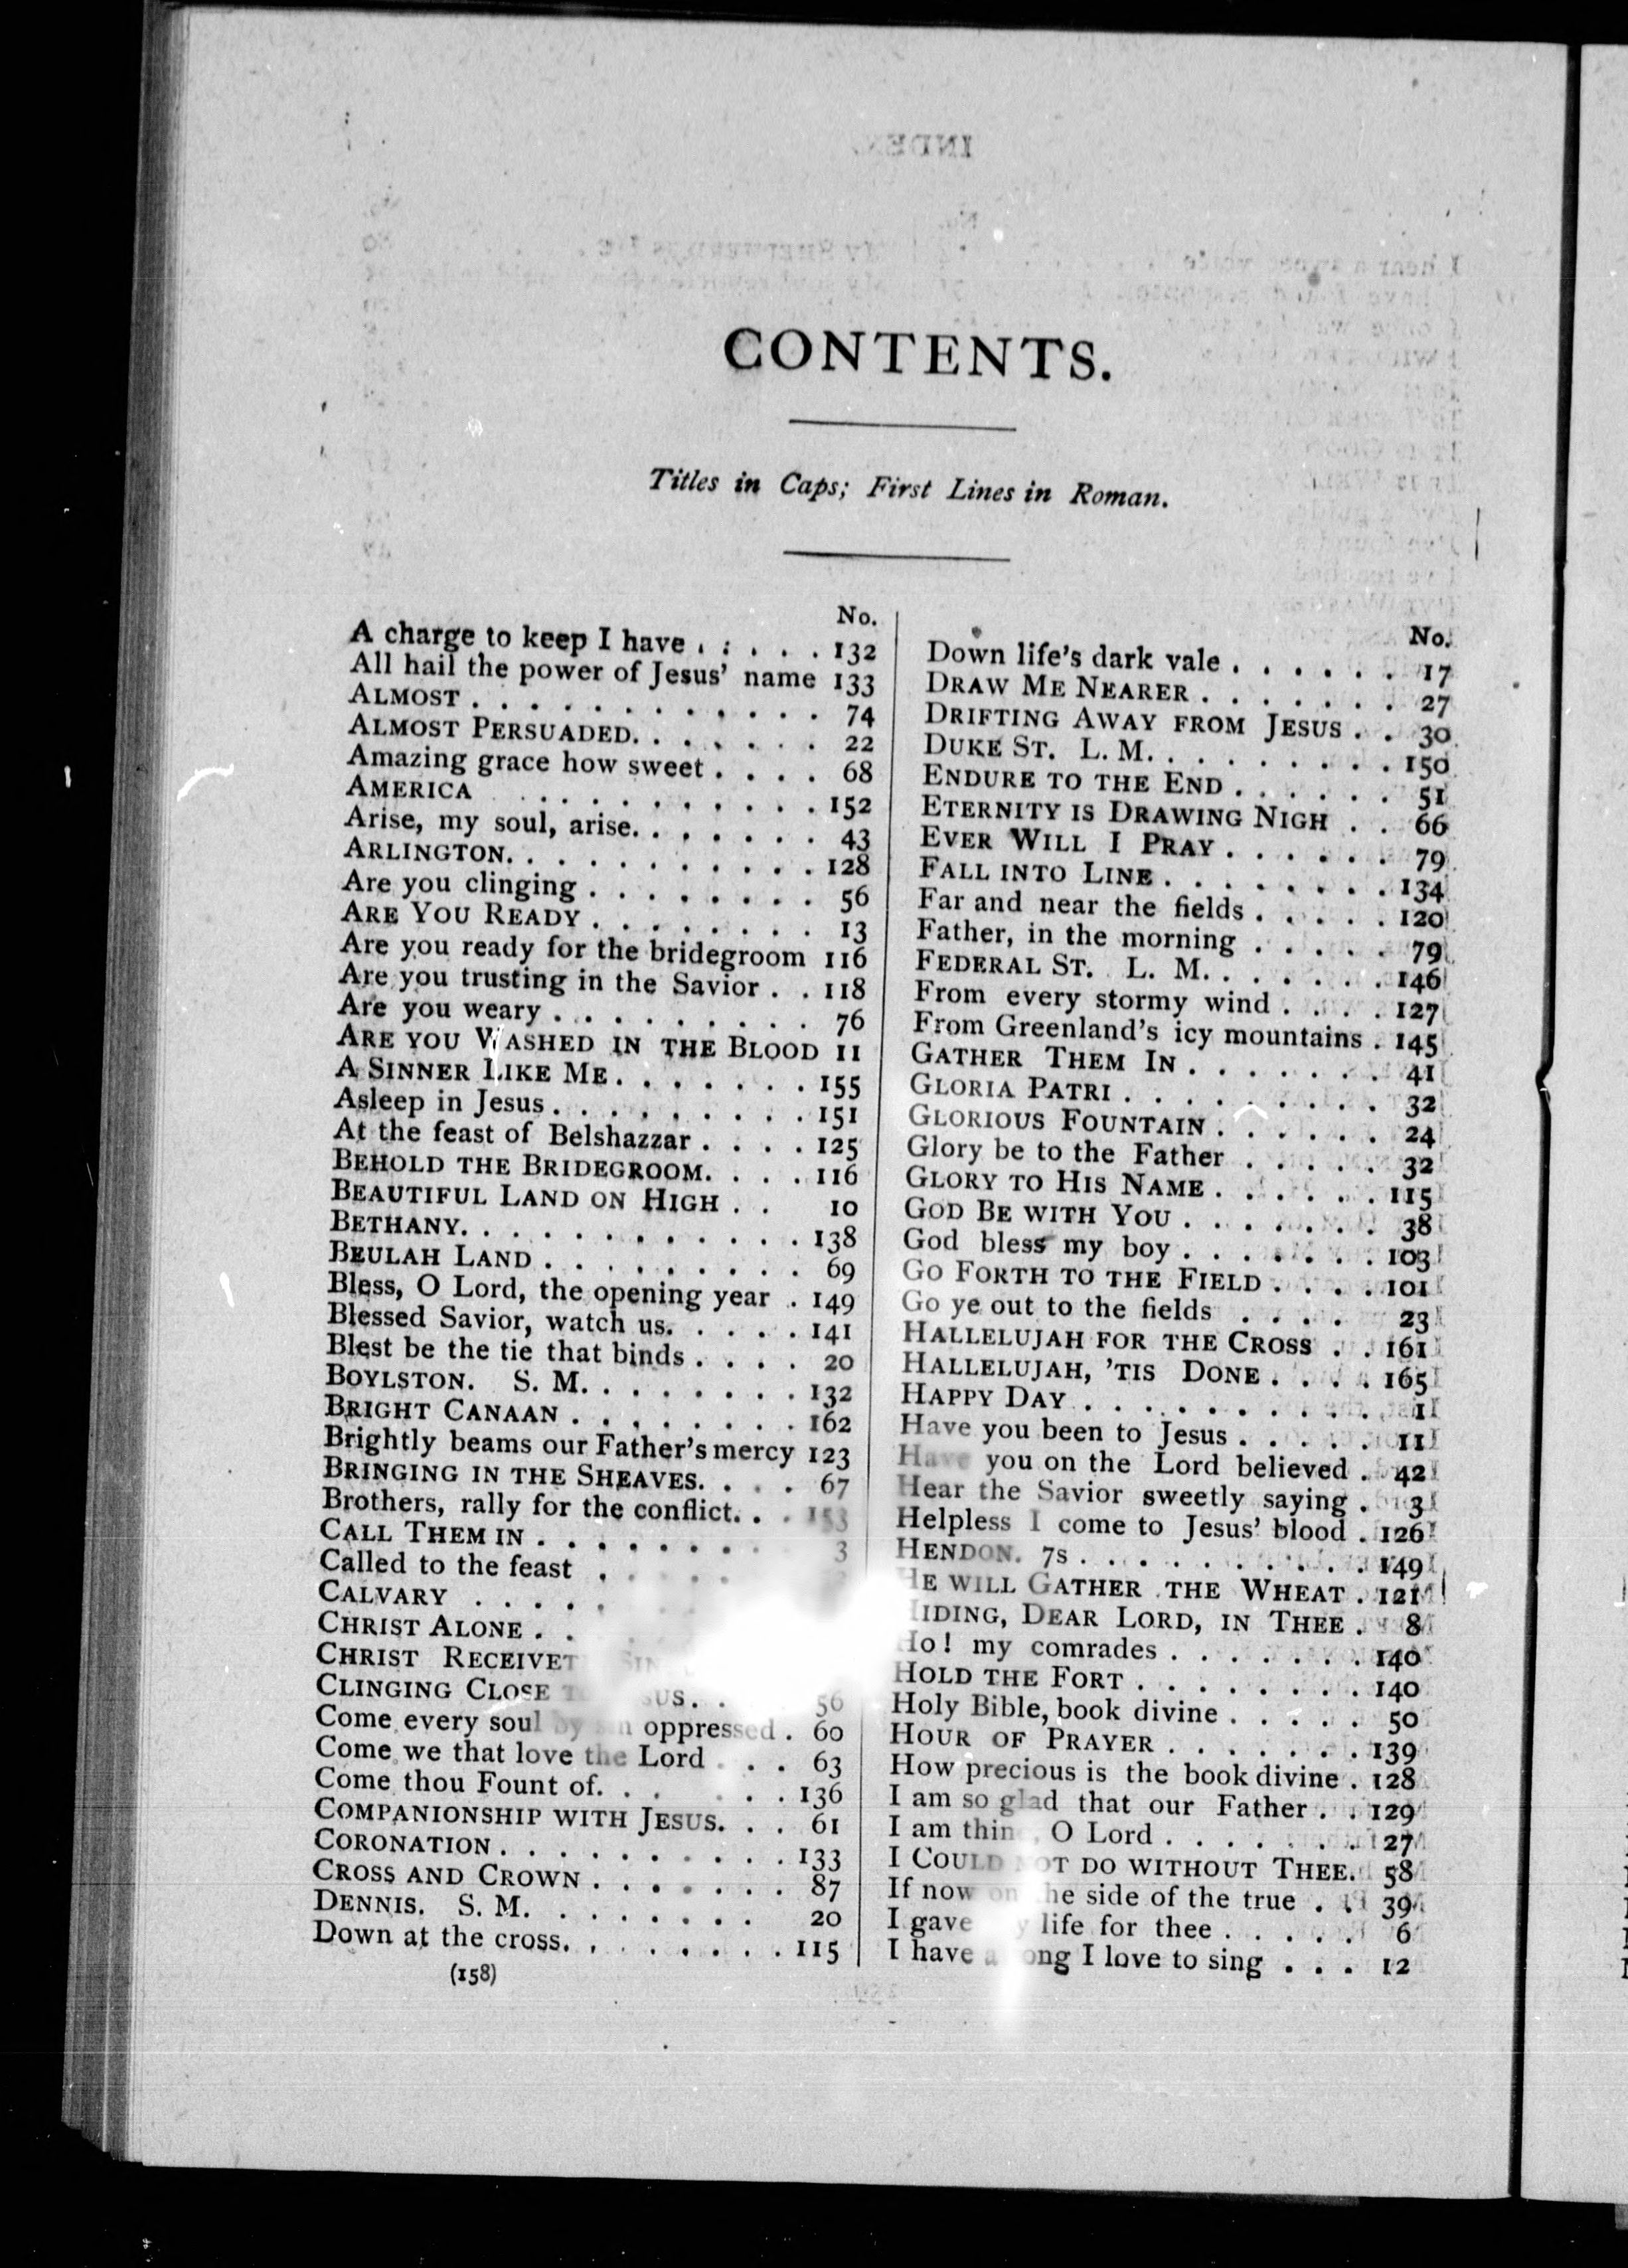 CONTENTS.
Titles in Caps; First Lines in Roman.
No.
A charge to keep I have . . . . . 132
All hail the power of Jesus' name 133
ALMOST . . . . . . . . . . . . 74
ALMOST PERSUADED. . . . . . . 22
Amazing grace how sweet . . . . 68
AMERICA . . . . . . . . . . 152
Arise, my soul, arise. . . . . . . 43
ARLINGTON. . . . . . . . . . 128
Are you clinging . . . . . . . . 56
ARE YOU READY . . . . . . . . 13
Are you ready for the bridegroom 116
Are you trusting in the Savior . . 118
Are you weary . . . . . . . . . 76
ARE YOU WASHED IN THE BLOOD 11
A SINNER LIKE ME. . . . . . . 155
Asleep in Jesus . . . . . . . . . 151
At the feast of Belshazzar . . . . 125
BEHOLD THE BRIDEGROOM. . . . 116
BEAUTIFUL LAND ON HIGH . . 10
BETHANY. . . . . . . . . . . . 138
BEULAH LAND . . . . . . . . . 69
Bless, O Lord, the opening year . 149
Blessed Savior, watch us. . . . . 141
Blest be the tie that binds . . . . 20
BOYLSTON. S. M. . . . . . . . 132
BRIGHT CANAAN . . . . . . . . 162
Brightly beams our Father's mercy 123
BRINGING IN THE SHEAVES. . . . 67
Brothers, rally for the conflict. . . 153
CALL THEM IN . . . . . . . . 3
Called to the feast . . . . .
CALVARY . . . . .
CHRIST ALONE . .
CHRIST
CLINGING CLOSE . . 56
Come every soul by sin oppressed . 60
Come we that love the Lord . . . 63
Come thou Fount of. . . . . . 136
COMPANIONSHIP WITH JESUS. . . 61
CORONATION . . . . . . . . . . 133
CROSS AND CROWN . . . . . . . 87
DENNIS. S. M. . . . . . . . 20
Down at the cross. . . . . . . . 115
(158)
No.
Down life's dark vale . . . . . . 17
DRAW ME NEARER . . . . . . . 27
DRIFTING AWAY FROM JESUS . . 30
DUKE ST. L. M. . . . . . . . . 150
ENDURE TO THE END . . . . . . 51
ETERNITY IS DRAWING NIGH . . 66
EVER WILL I PRAY . . . . . . 79
FALL INTO LINE . . . . . . . . 134
Far and near the fields . . . . . 120
Father, in the morning . . . . . 79
FEDERAL ST. L. M. . . . . . . 146
From every stormy wind . . . . 127
From Greenland's icy mountains . 145
GATHER THEM IN . . . . . . . 41
GLORIA PATRI . . . . . . . . . 32
GLORIOUS FOUNTAIN . . . . . . 24
Glory be to the Father . . . . . 32
GLORY TO HIS NAME . . . . . . 115
GOD BE WITH YOU . . . . . . . 38
God bless my boy . . . . . . . 103
GO FORTH TO THE FIELD . . . . 101
Go ye out to the fields . . . . 23
HALLELUJAH FOR THE CROSS . . 161
HALLELUJAH, 'TIS DONE . . . . 165
HAPPY DAY . . . . . . . . . . 1
Have you been to Jesus . . . . . 11
Have you on the Lord believed . 42
Hear the Savior sweetly saying . 3
Helpless I come to Jesus' blood . 126
HENDON. 7s . . . . . . . . . . 149
HE WILL GATHER THE WHEAT . 121
HIDING, DEAR LORD, IN THEE . 8
Ho! my comrades . . . . . . . 140
HOLD THE FORT . . . . . . . . 140
Holy Bible, book divine . . . . . 50
HOUR OF PRAYER . . . . . . . 139
How precious is the book divine . 128
I am so glad that our Father . . 129
I am thine, O Lord . . . . . . . 27
I COULD NOT DO WITHOUT THEE. 58
If now on the side of the true . . 39
I gave my life for thee . . . . . 6
I have a song I love to sing . . . 12